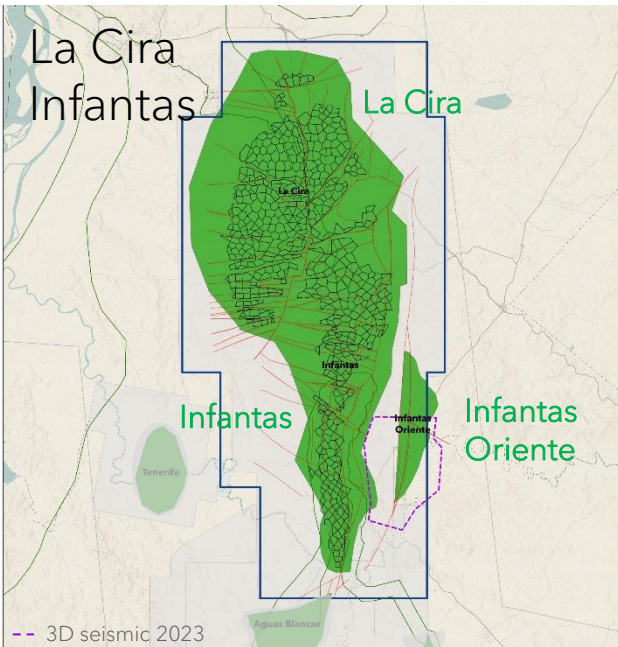 La Cira
Infantas
La Cira
La Cira
Infantas
Infantas
Infantas
Oriente
Infantas
Oriente
Tenerife
Aguas Blancas
3D seismic 2023